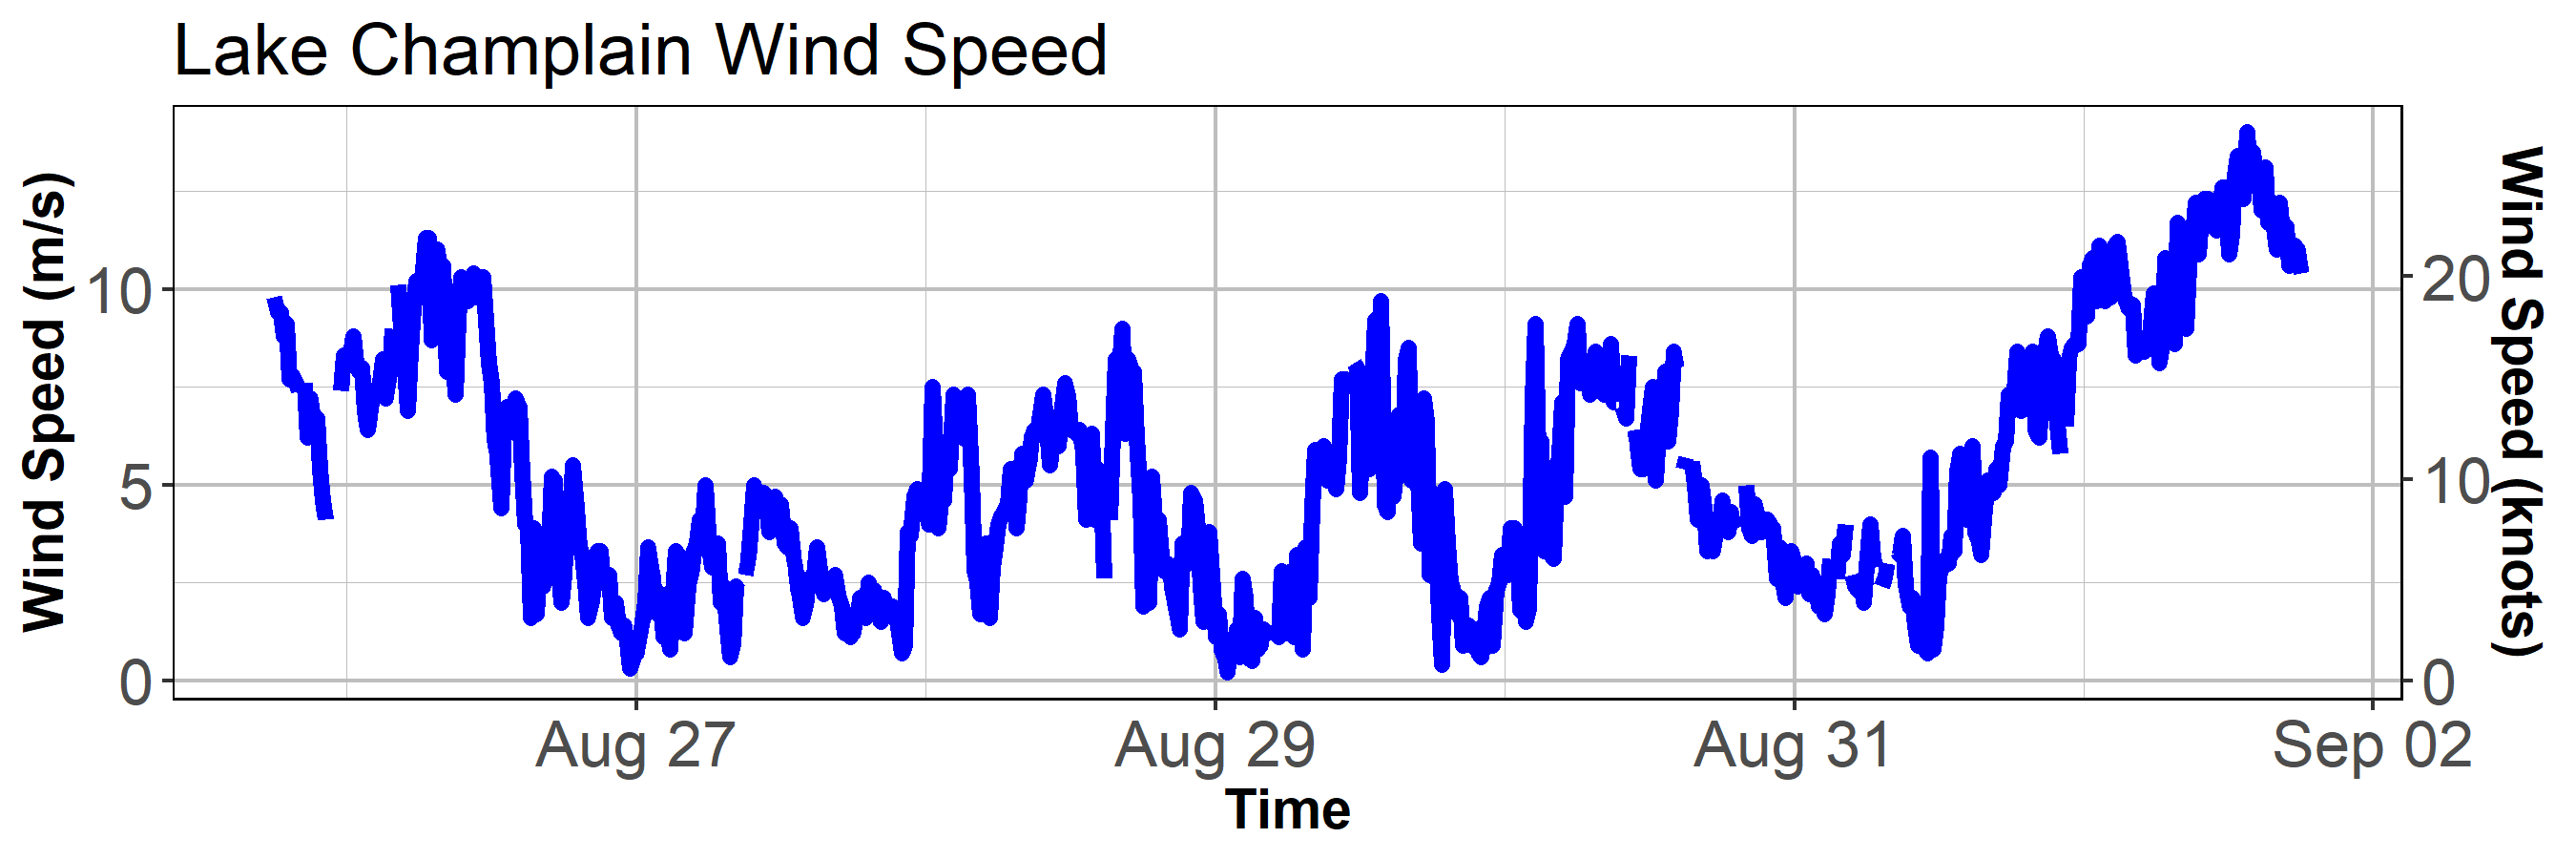 Lake Champlain Wind Speed
Wind Speed (m/s)
10
5
0
20
10
0
Wind Speed (knots)
Aug 27 Aug 29 Aug 31 Sep 02
Time